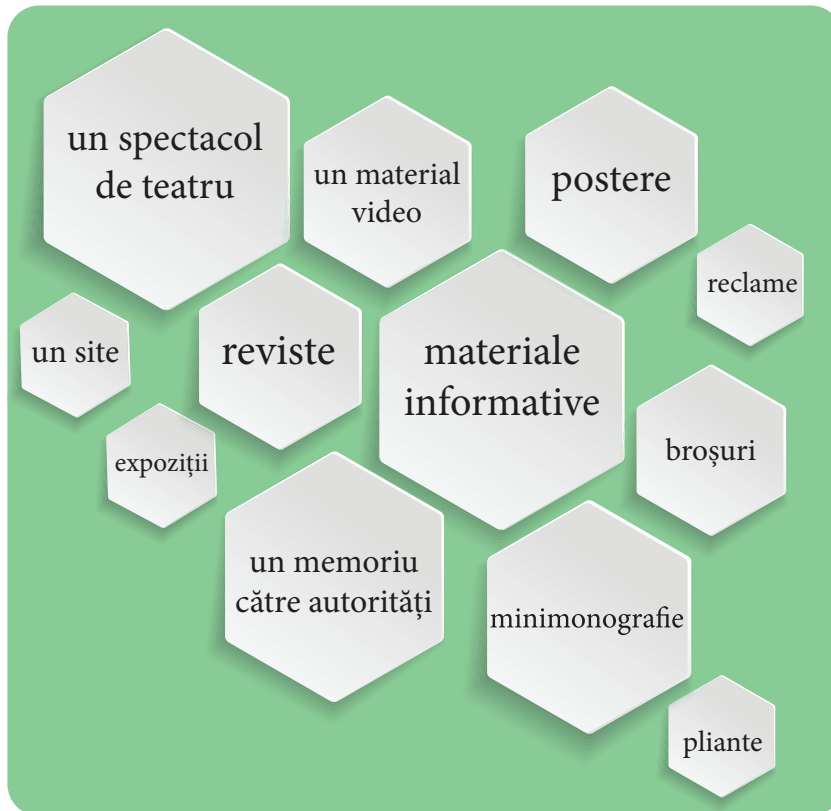 un spectacol
de teatru
un material
video
postere
reclame
un site
reviste
materiale
informative
broșuri
expoziții
un memoriu
către autorități
minimonografie
pliante